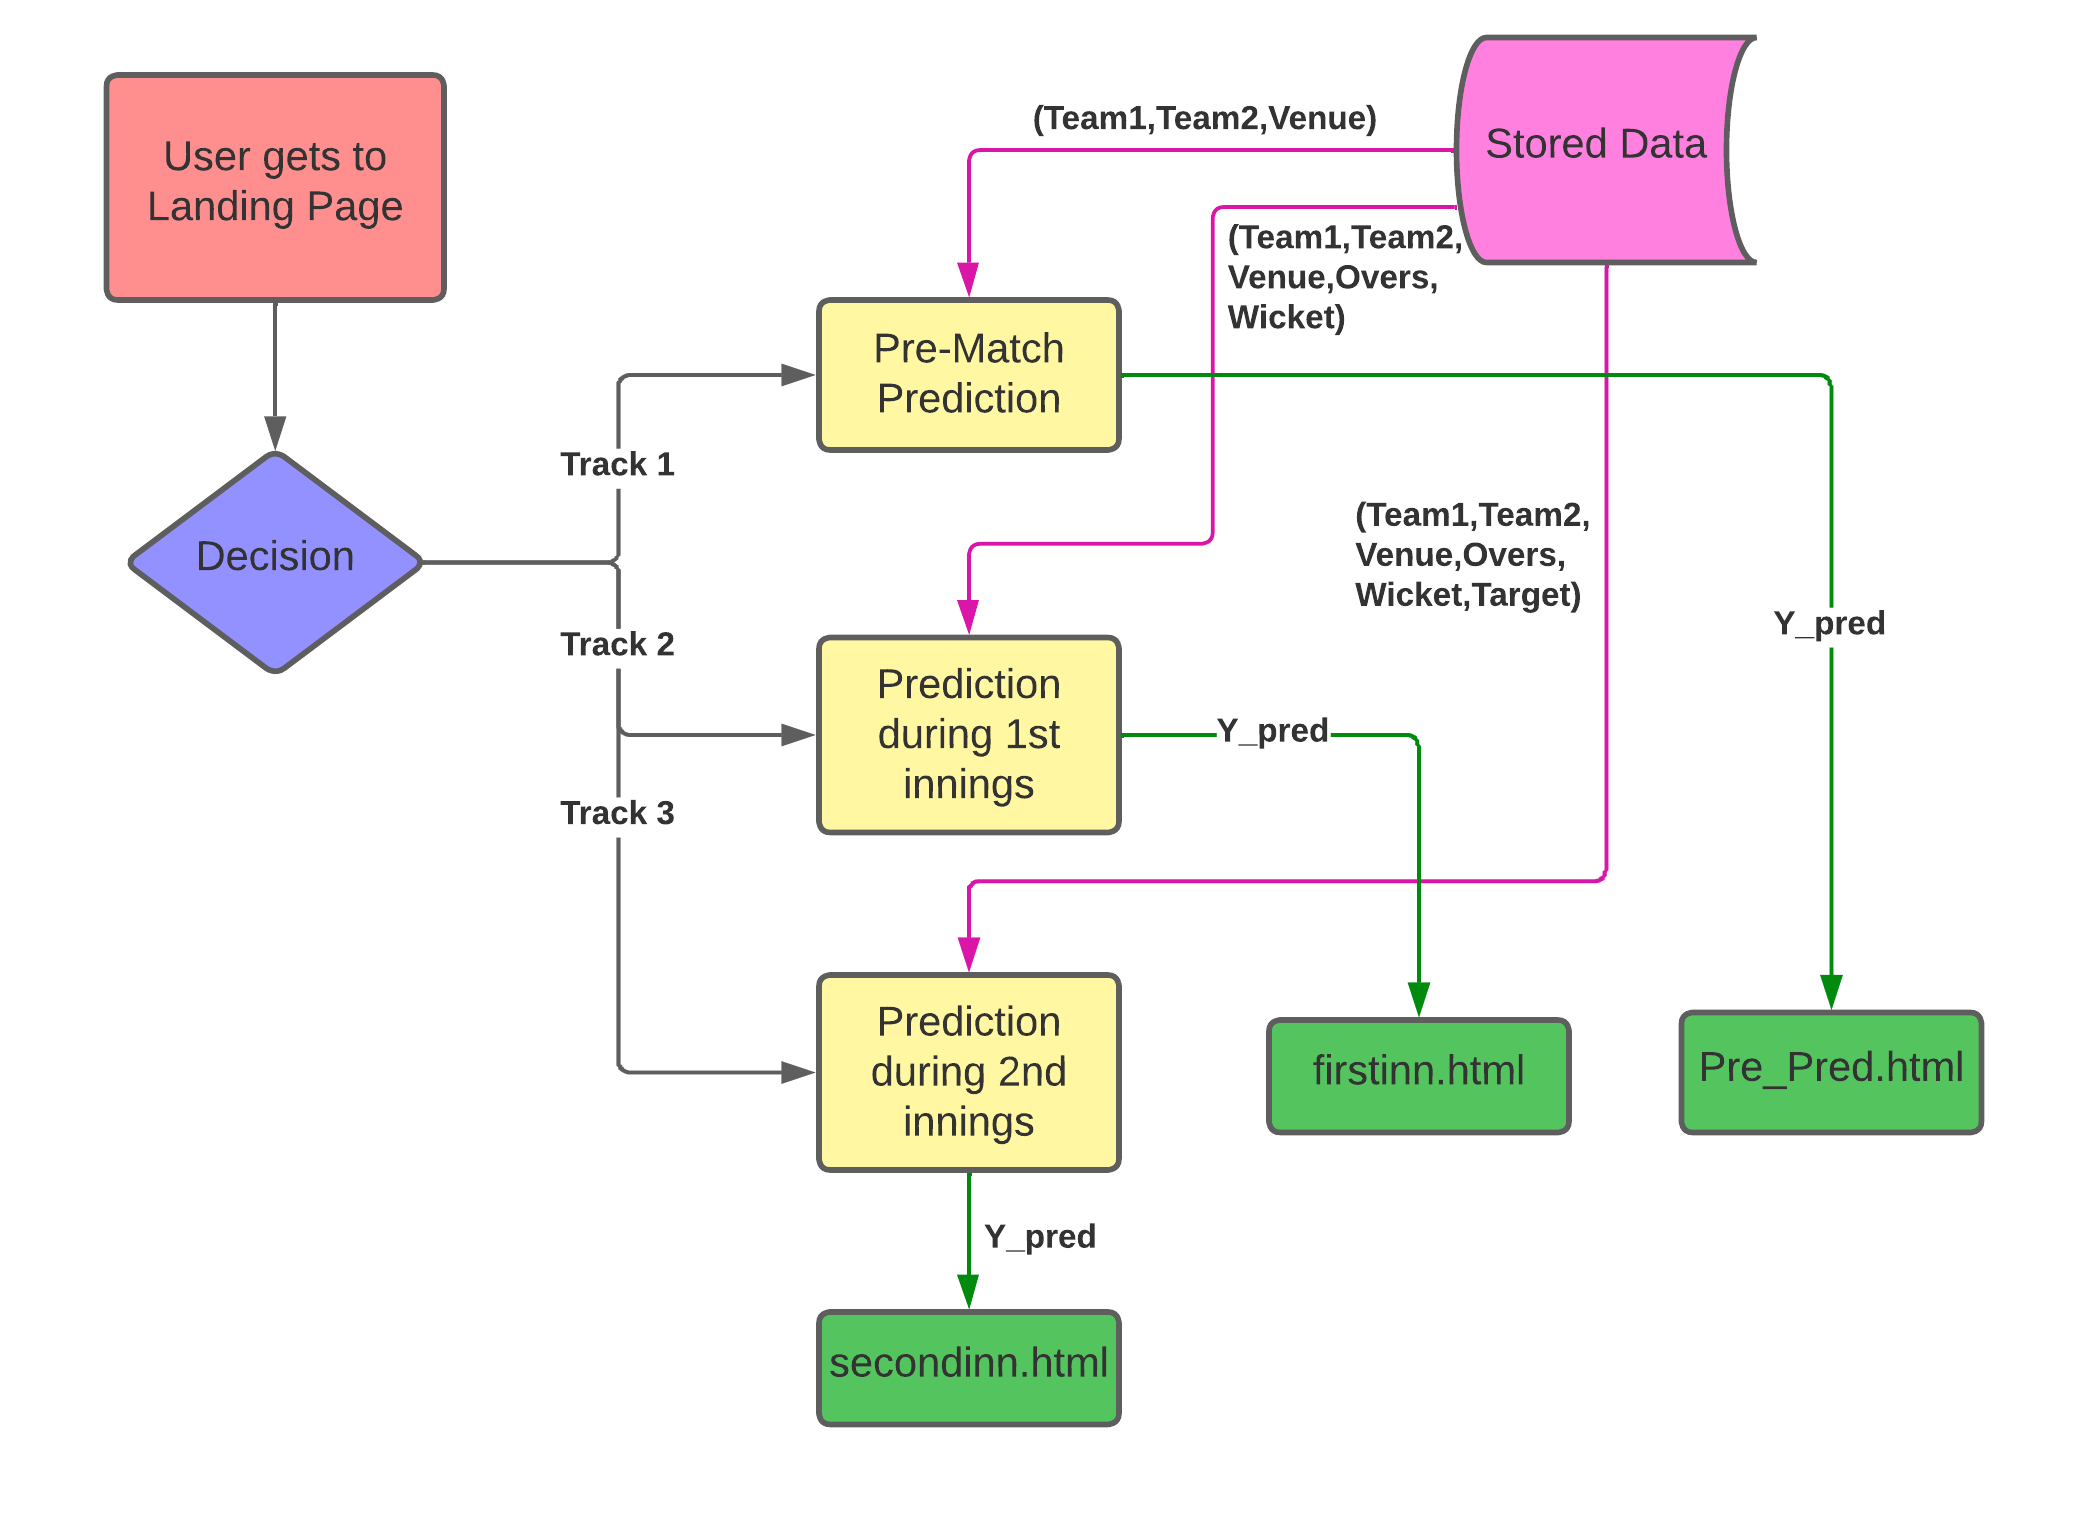 User gets to
Landing Page
(Team1,Team2,Venue)
Stored Data
(Team1,Team2,
Venue,Overs,
Wicket)
Pre-Match
Prediction
Track 1
Decision
(Team1,Team2,
Venue,Overs,
Wicket,Target)
Y_pred
Track 2
Prediction
during 1st
innings
Y_pred
Track 3
Prediction
during 2nd
innings
firstinn.html
Pre_Pred.html
Y_pred
secondinn.html